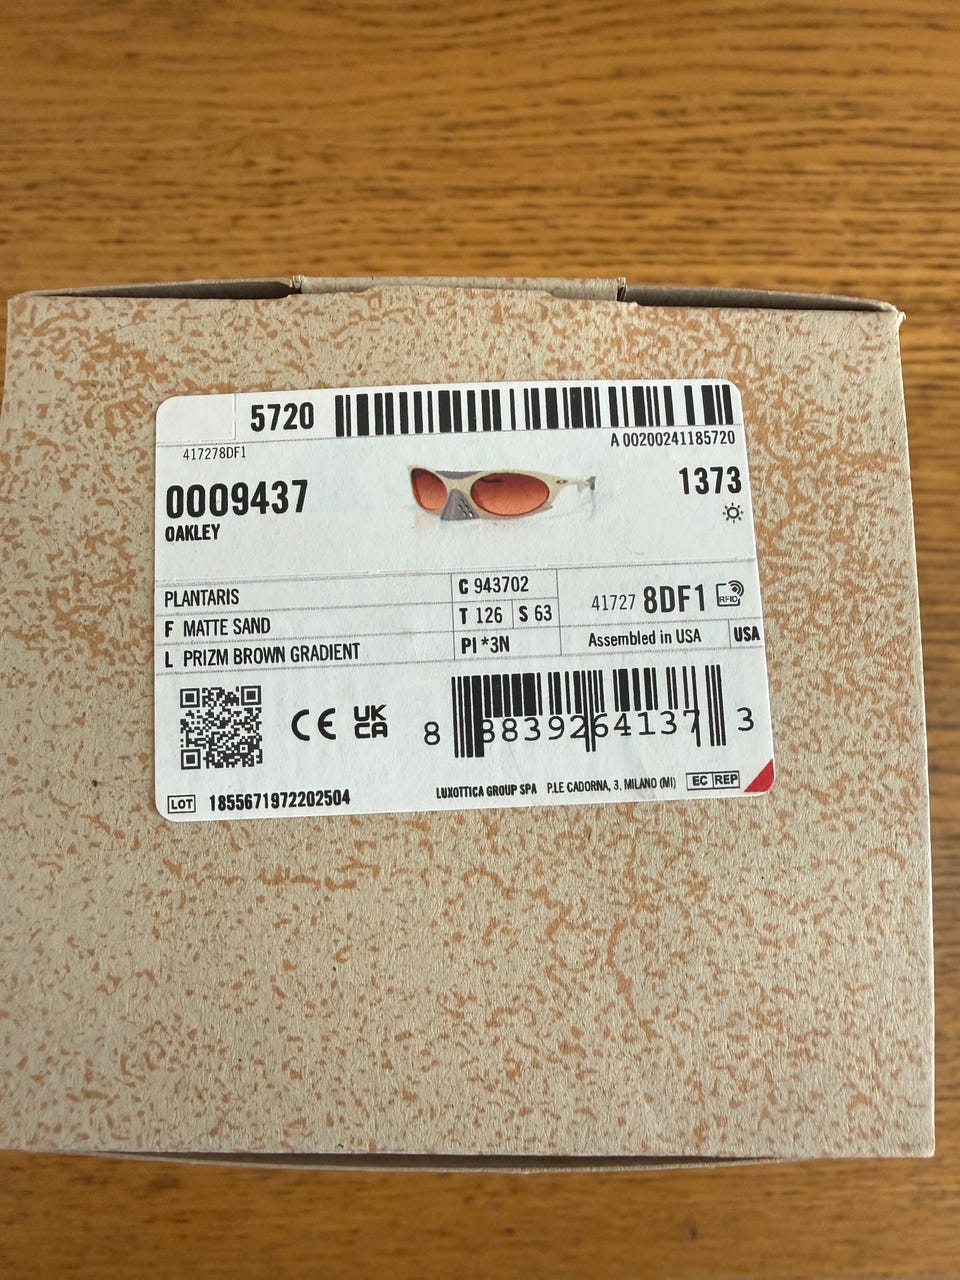 5720
A 00200241185720
417278DF1
0009437
OAKLEY
1373
PLANTARIS
C 943702
F MATTE SAND
T 126 S 63
41727 8DF1 RFID
L PRIZM BROWN GRADIENT
PI *3N
Assembled in USA USA
CE UK CA
8 883926 4137 3
LOT 1855671972202504
LUXOTTICA GROUP SPA P.LE CADORNA, 3. MILANO (MI) EC REP